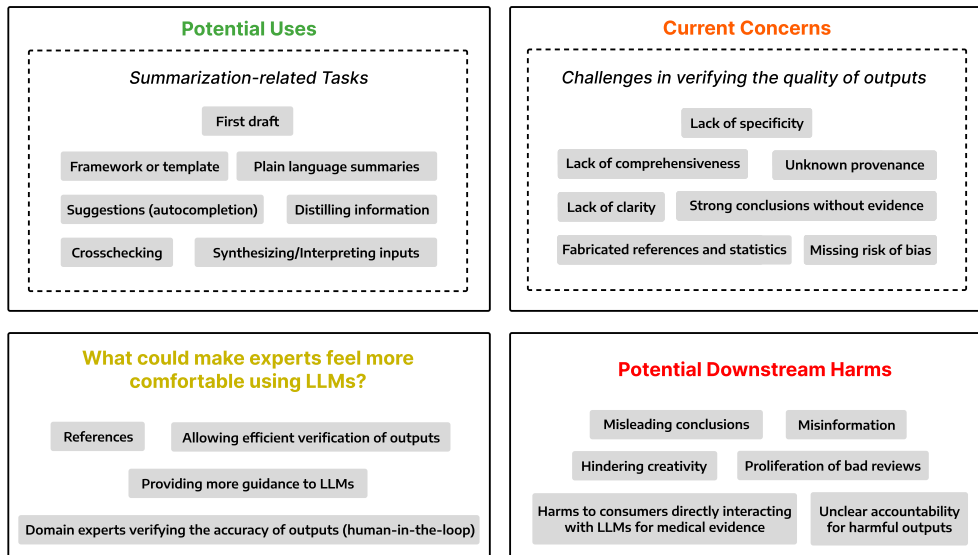 Potential Uses
Summarization-related Tasks
First draft
Framework or template
Plain language summaries
Suggestions (autocompletion)
Distilling information
Crosschecking
Synthesizing/Interpreting inputs
Current Concerns
Challenges in verifying the quality of outputs
Lack of specificity
Lack of comprehensiveness
Unknown provenance
Lack of clarity
Strong conclusions without evidence
Fabricated references and statistics
Missing risk of bias
What could make experts feel more
comfortable using LLMs?
References
Allowing efficient verification of outputs
Providing more guidance to LLMs
Domain experts verifying the accuracy of outputs (human-in-the-loop)
Potential Downstream Harms
Misleading conclusions
Misinformation
Hindering creativity
Proliferation of bad reviews
Harms to consumers directly interacting
with LLMs for medical evidence
Unclear accountability
for harmful outputs